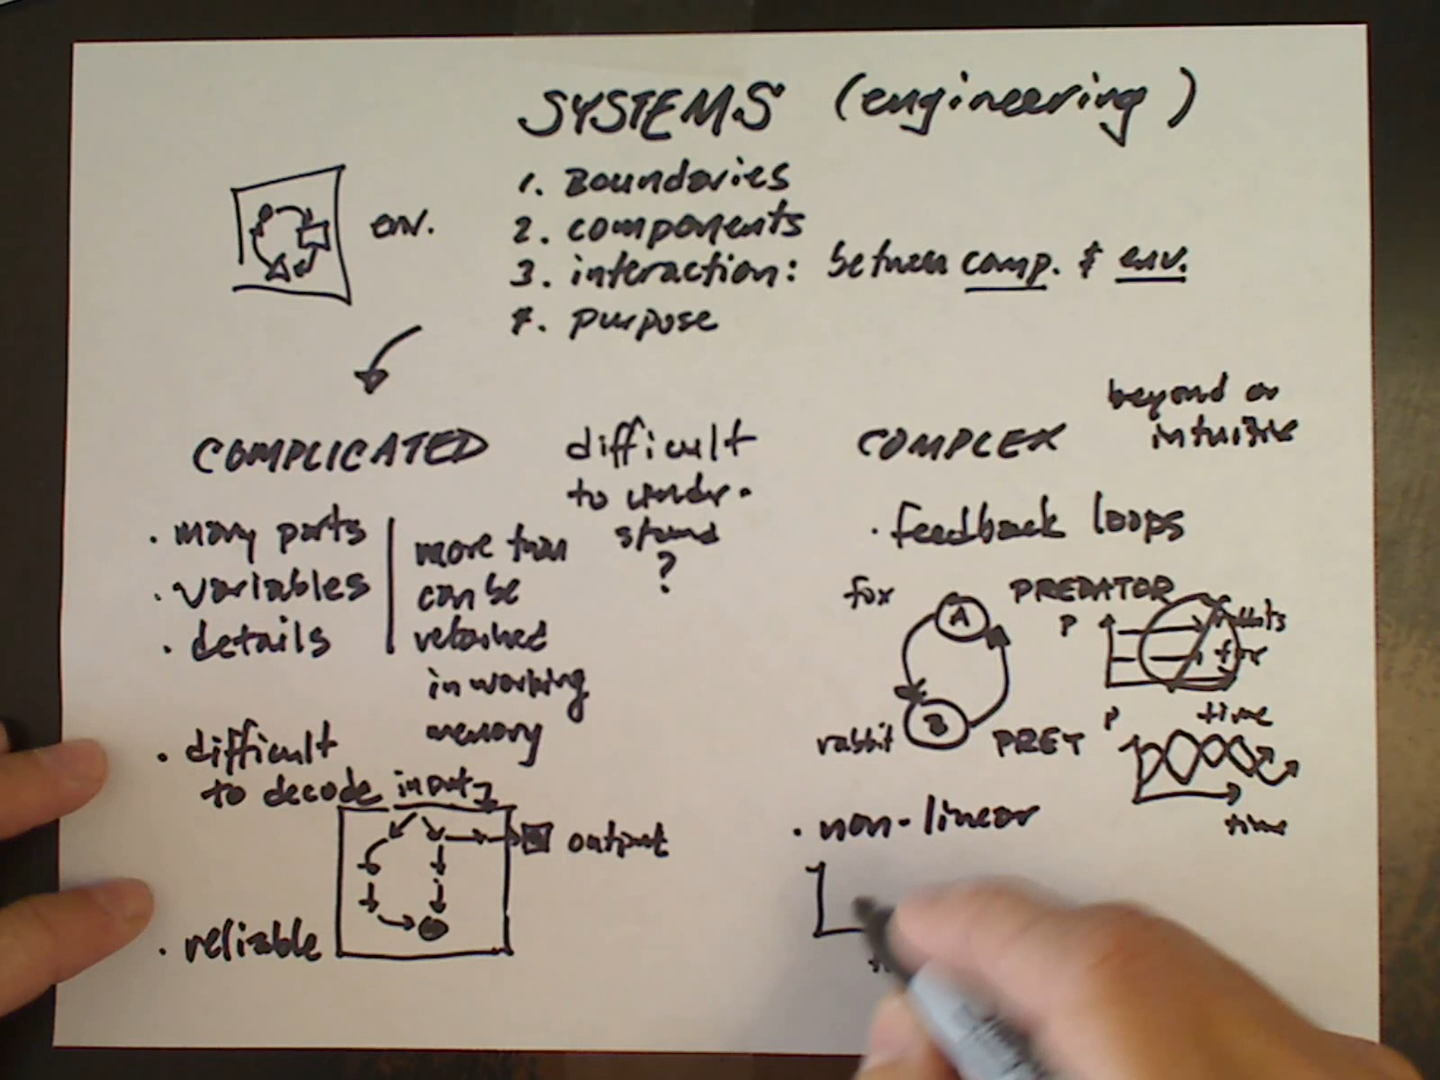 SYSTEMS (engineering)
1. Boundaries
2. components
3. interaction: between comp. & env.
4. purpose
env.
COMPLICATED
difficult
to under-
stand
?
COMPLEX
beyond or
intuitive
· many parts
· variables
· details
more than
can be
retained
in working
memory
· difficult
to decode
input
output
· reliable
· feedback loops
fox
A
PREDATOR
P
rabbits
fox
time
rabbit
B
PREY
P
time
· non-linear